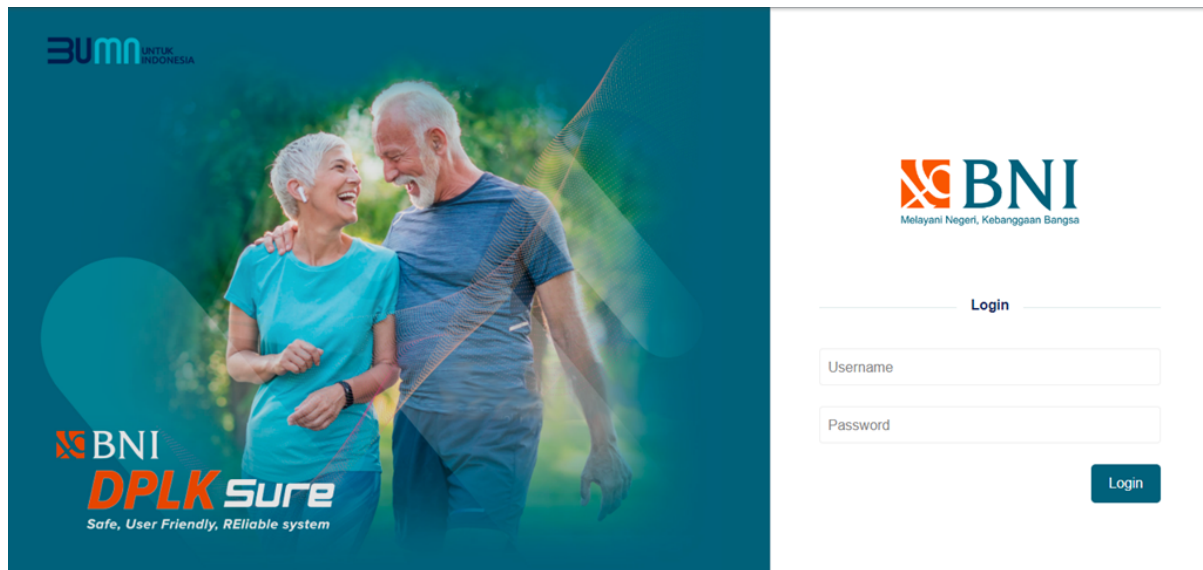 BUMN UNTUK
INDONESIA
BNI
DPLK Sure
Safe, User Friendly, REliable system
BNI
Melayani Negeri, Kebanggaan Bangsa
Login
Username
Password
Login